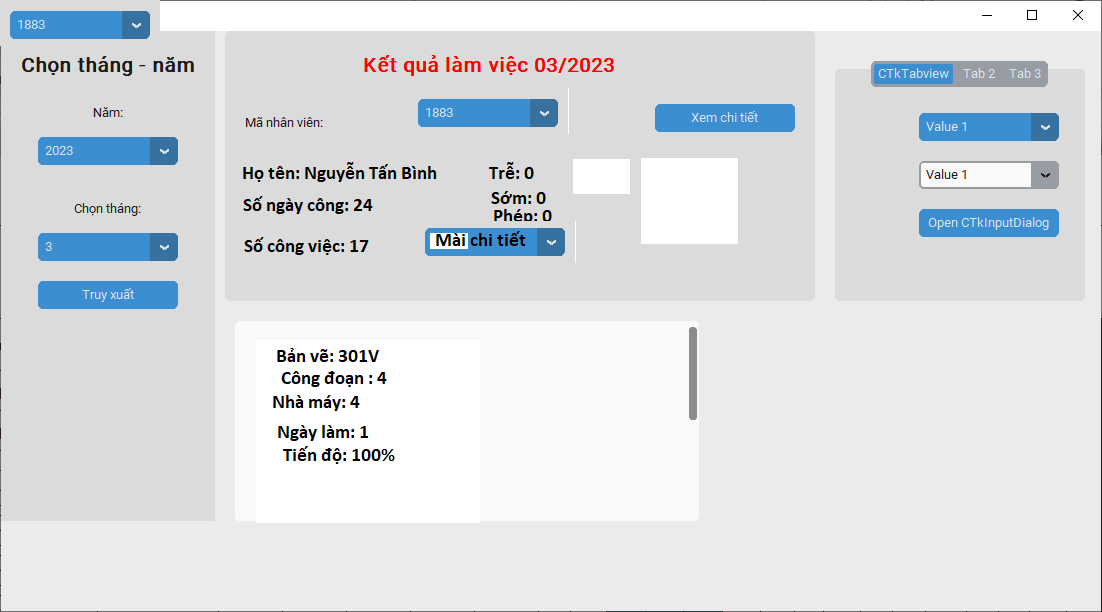 1883
Chọn tháng - năm
Năm:
2023
Chọn tháng:
3
Truy xuất
Kết quả làm việc 03/2023
Mã nhân viên:
1883
Xem chi tiết
Họ tên: Nguyễn Tấn Bình
Trễ: 0
Số ngày công: 24
Sớm: 0
Phép: 0
Số công việc: 17
Mài chi tiết
CTkTabview Tab 2 Tab 3
Value 1
Value 1
Open CTkInputDialog
Bản vẽ: 301V
Công đoạn : 4
Nhà máy: 4
Ngày làm: 1
Tiến độ: 100%